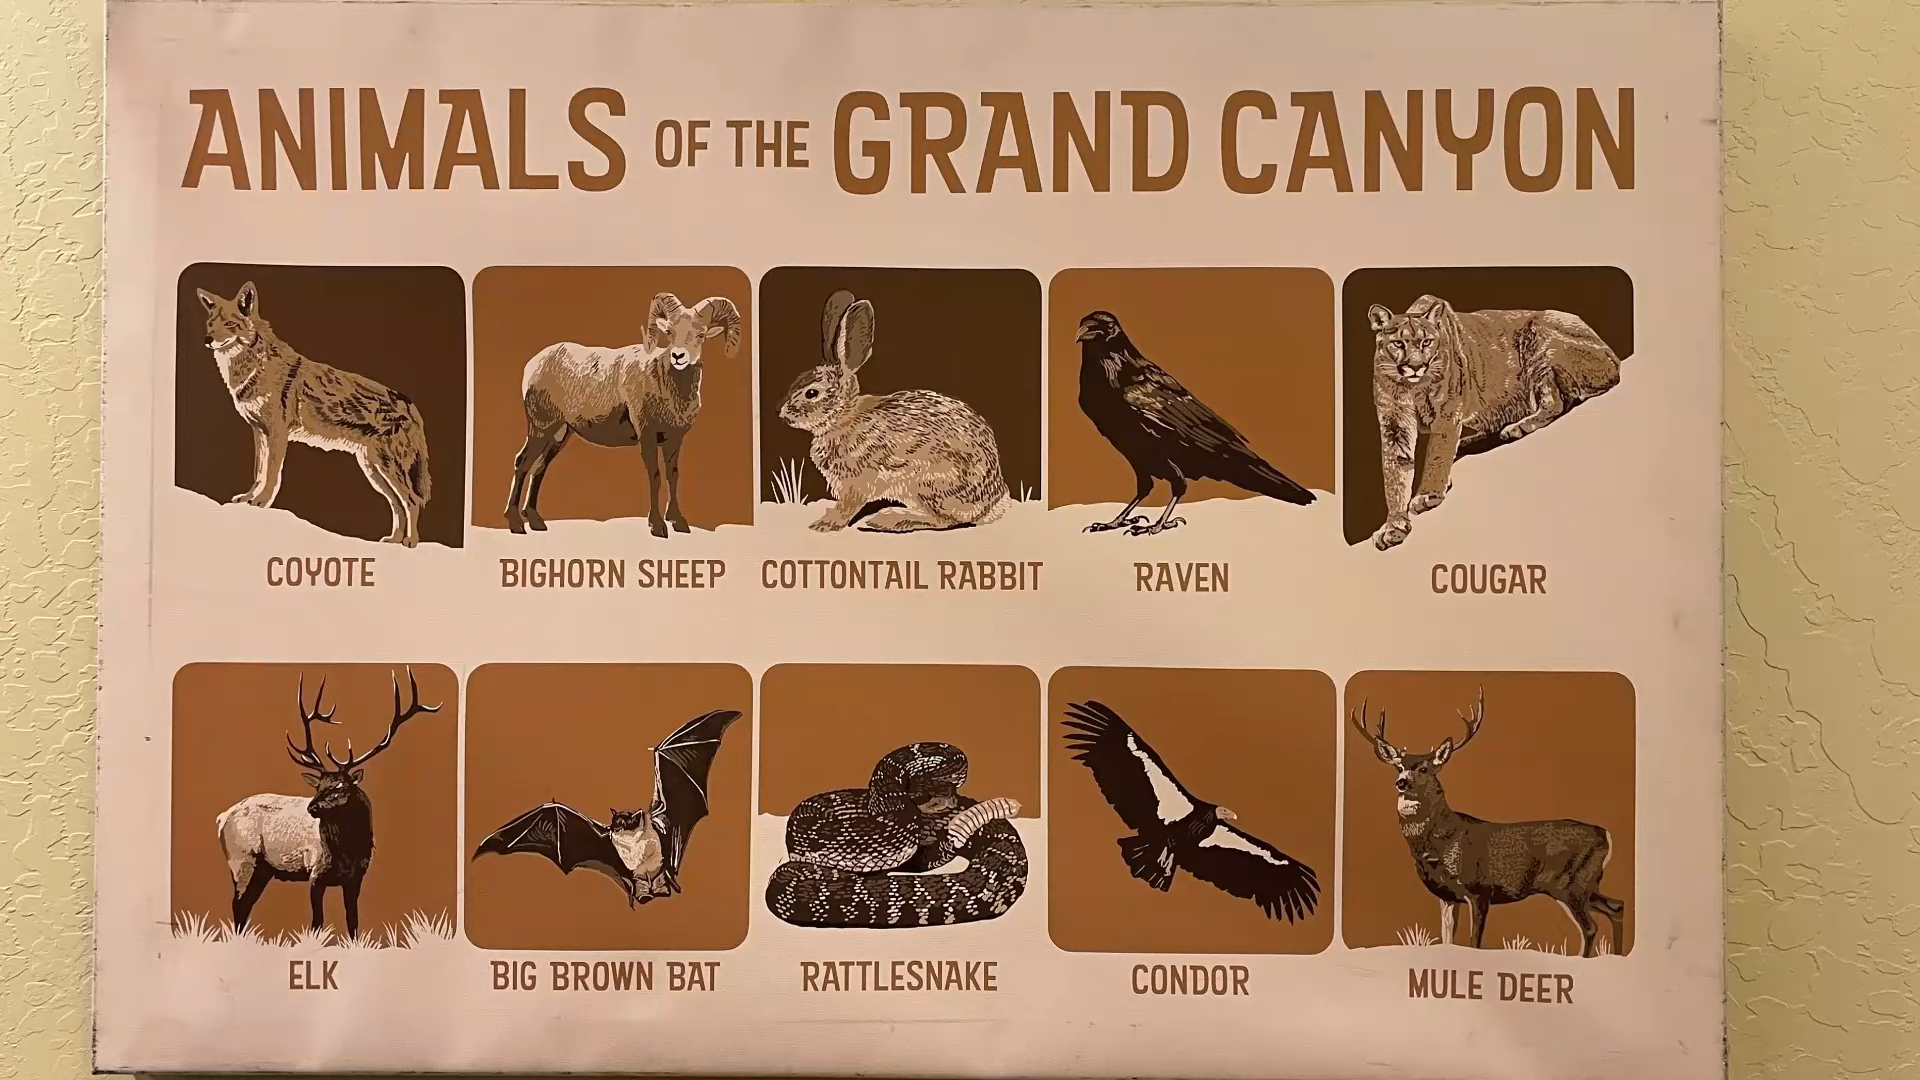 ANIMALS OF THE GRAND CANYON
COYOTE
BIGHORN SHEEP
COTTONTAIL RABBIT
RAVEN
COUGAR
ELK
BIG BROWN BAT
RATTLESNAKE
CONDOR
MULE DEER